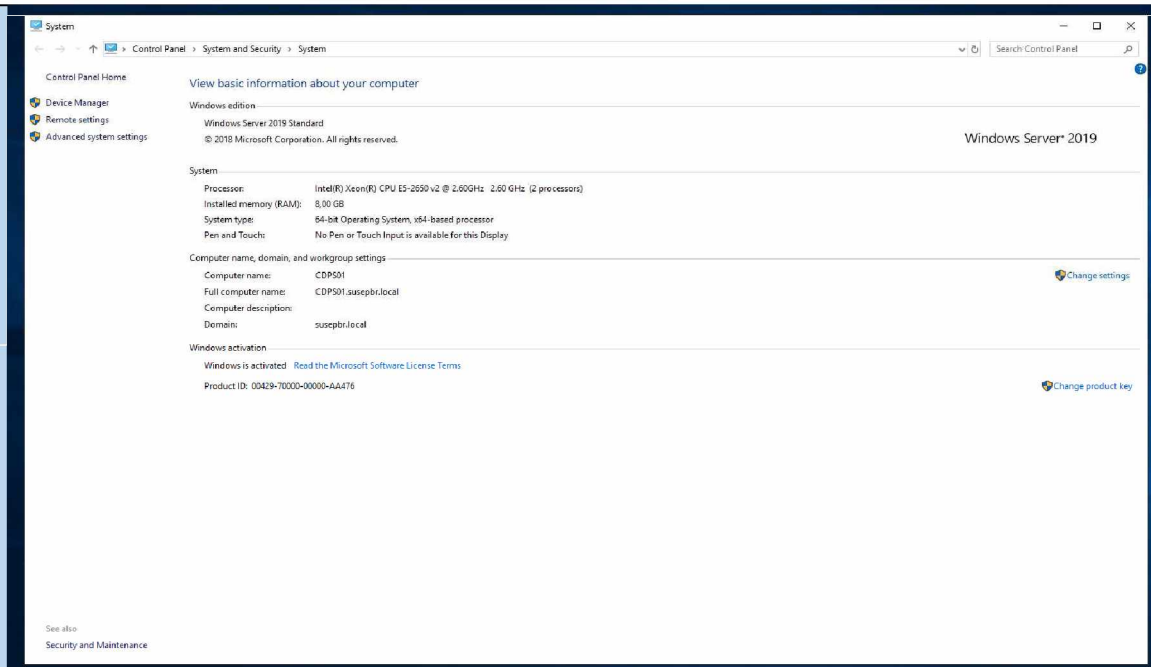 System
Control Panel › System and Security › System
Search Control Panel
Control Panel Home
Device Manager
Remote settings
Advanced system settings
View basic information about your computer
Windows edition
Windows Server 2019 Standard
© 2018 Microsoft Corporation. All rights reserved.
Windows Server® 2019
System
Processor: Intel(R) Xeon(R) CPU E5-2650 v2 @ 2.60GHz 2.60 GHz (2 processors)
Installed memory (RAM): 8,00 GB
System type: 64-bit Operating System, x64-based processor
Pen and Touch: No Pen or Touch Input is available for this Display
Computer name, domain, and workgroup settings
Computer name: CDPS01
Change settings
Full computer name: CDPS01.susepbr.local
Computer description:
Domain: susepbr.local
Windows activation
Windows is activated Read the Microsoft Software License Terms
Product ID: 00429-70000-00000-AA476
Change product key
See also
Security and Maintenance